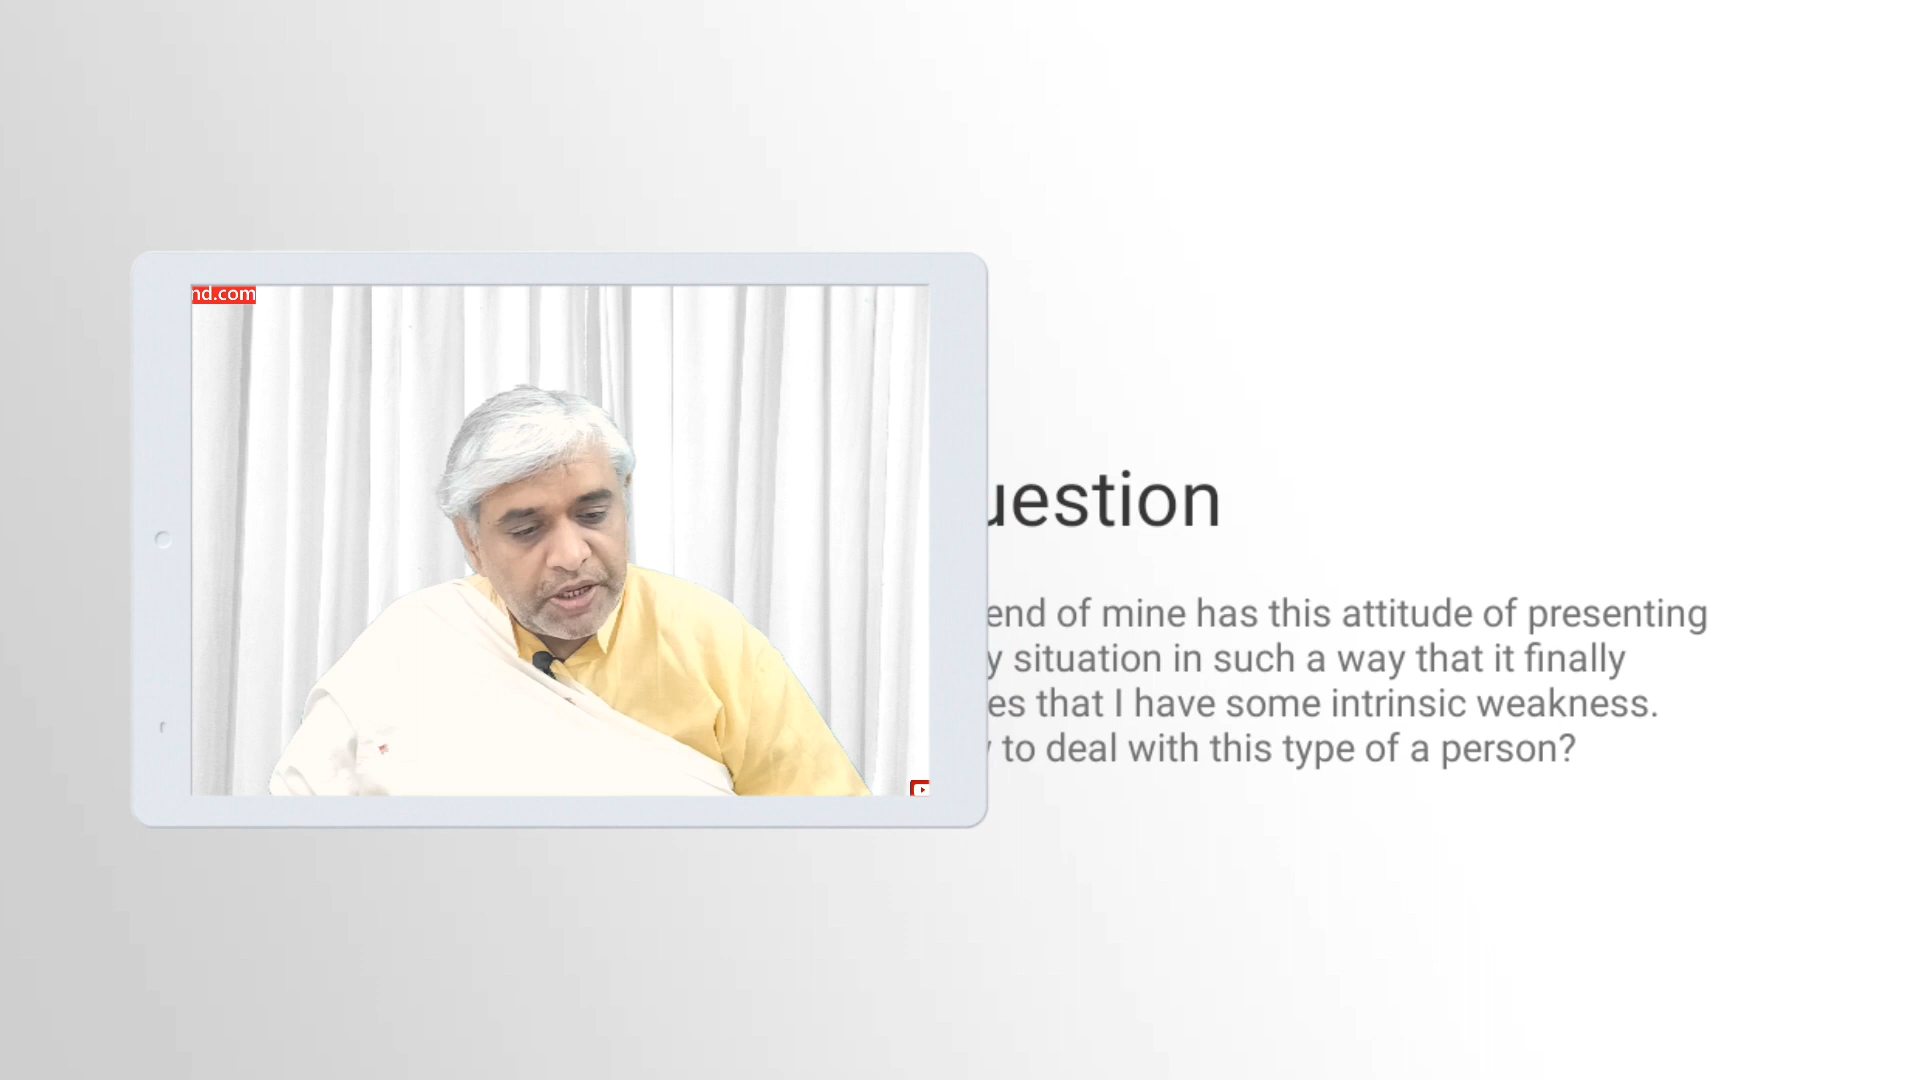 nd.com
uestion
end of mine has this attitude of presenting
y situation in such a way that it finally
es that I have some intrinsic weakness.
to deal with this type of a person?